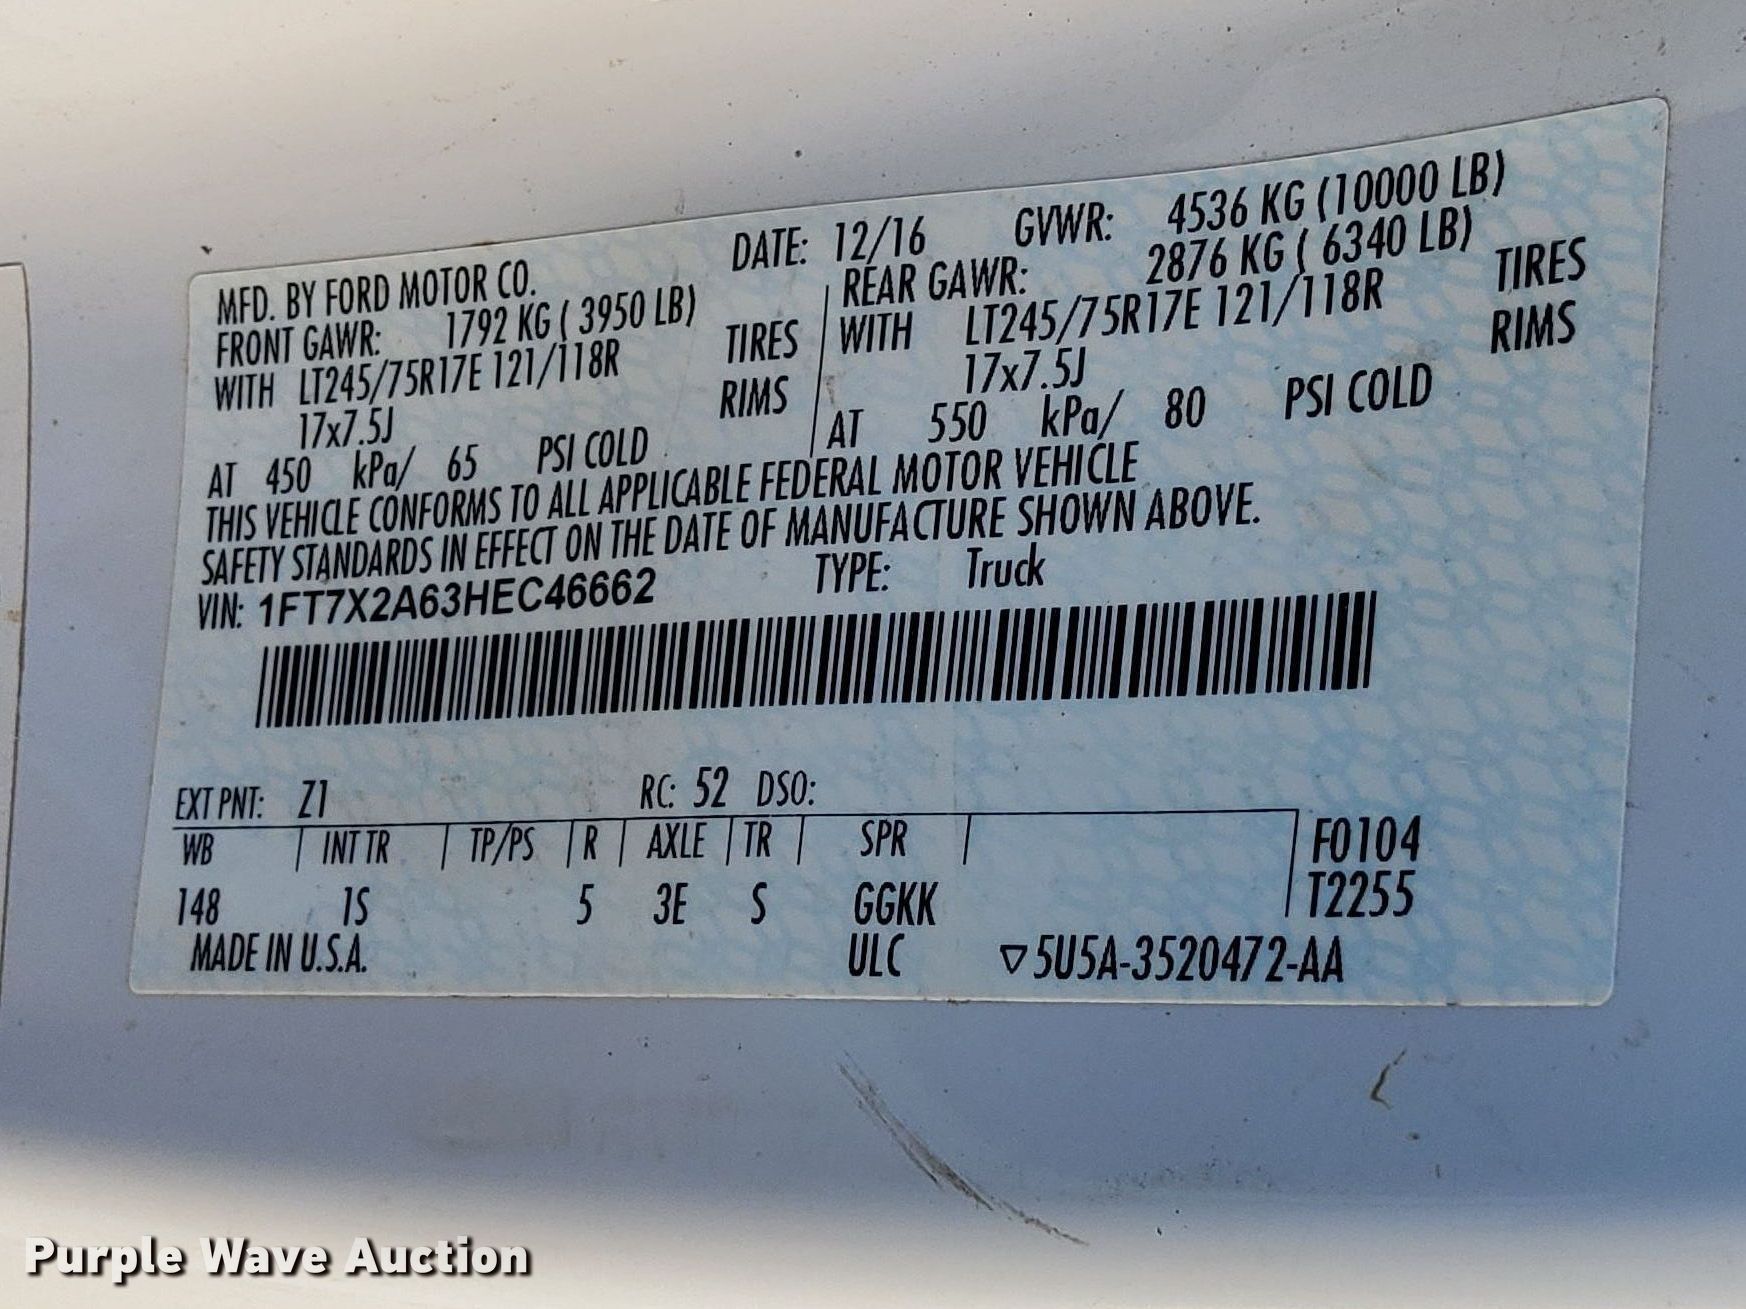 MFD. BY FORD MOTOR CO. DATE: 12/16 GVWR: 4536 KG (10000 LB)
FRONT GAWR: 1792 KG ( 3950 LB) REAR GAWR: 2876 KG ( 6340 LB)
WITH LT245/75R17E 121/118R TIRES WITH LT245/75R17E 121/118R TIRES
17x7.5J RIMS 17x7.5J RIMS
AT 450 kPa/ 65 PSI COLD AT 550 kPa/ 80 PSI COLD
THIS VEHICLE CONFORMS TO ALL APPLICABLE FEDERAL MOTOR VEHICLE
SAFETY STANDARDS IN EFFECT ON THE DATE OF MANUFACTURE SHOWN ABOVE.
VIN: 1FT7X2A63HEC46662 TYPE: Truck
EXT PNT: Z1 RC: 52 DSO:
WB | INT TR | TP/PS | R | AXLE | TR | SPR | F0104
148 1S 5 3E S GGKK T2255
MADE IN U.S.A. ULC ▽5U5A-3520472-AA
Purple Wave Auction